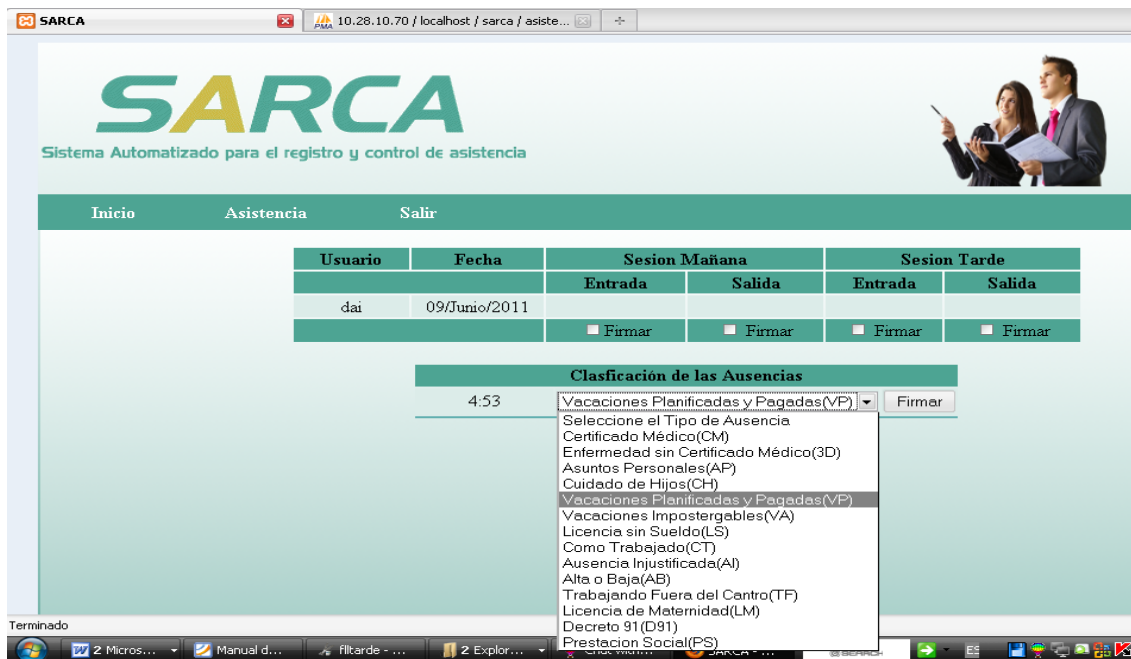 SARCA
10.28.10.70 / localhost / sarca / asiste...
SARCA
Sistema Automatizado para el registro y control de asistencia
Inicio Asistencia Salir
Usuario Fecha Sesion Mañana Sesion Tarde
Entrada Salida Entrada Salida
dai 09/Junio/2011
Firmar Firmar Firmar Firmar
Clasficación de las Ausencias
4:53 Vacaciones Planificadas y Pagadas(VP) Firmar
Seleccione el Tipo de Ausencia
Certificado Médico(CM)
Enfermedad sin Certificado Médico(3D)
Asuntos Personales(AP)
Cuidado de Hijos(CH)
Vacaciones Planificadas y Pagadas(VP)
Vacaciones Impostergables(VA)
Licencia sin Sueldo(LS)
Como Trabajado(CT)
Ausencia Injustificada(AI)
Alta o Baja(AB)
Trabajando Fuera del Cantro(TF)
Licencia de Maternidad(LM)
Decreto 91(D91)
Prestacion Social(PS)
Terminado
2 Micros... Manual d... filtarde - ... 2 Explor... SEARCH ES